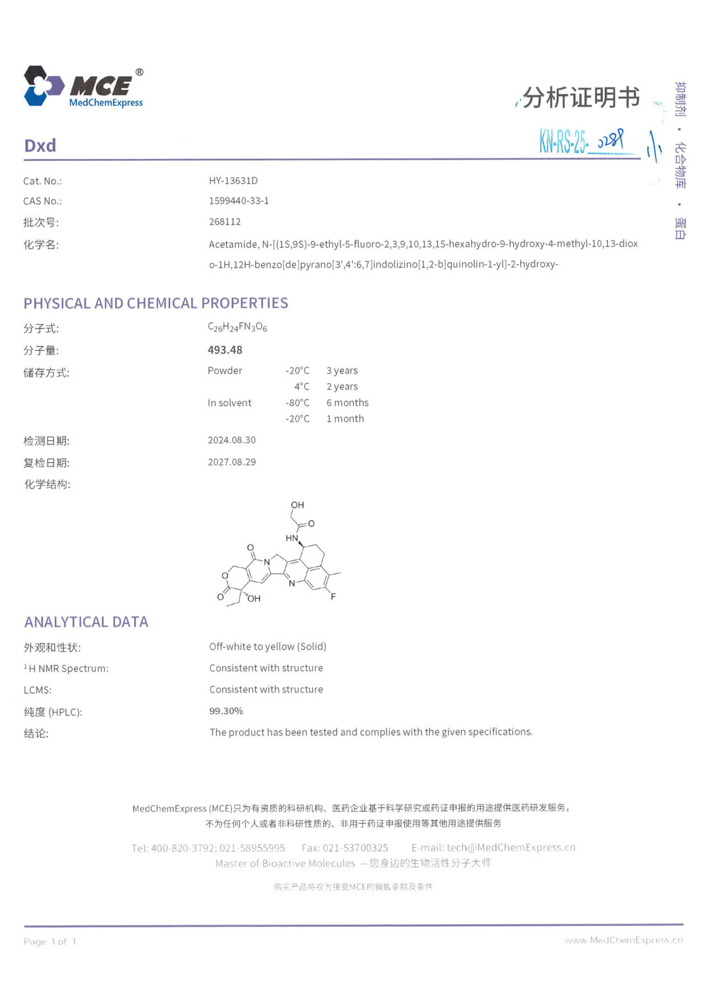 MCE®
MedChemExpress
分析证明书
抑制剂 • 化合物库 • 蛋白
Dxd
KN-RS-25-
Cat. No.: HY-13631D
CAS No.: 1599440-33-1
批次号: 268112
化学名: Acetamide, N-[(1S,9S)-9-ethyl-5-fluoro-2,3,9,10,13,15-hexahydro-9-hydroxy-4-methyl-10,13-diox
o-1H,12H-benzo[de]pyrano[3',4':6,7]indolizino[1,2-b]quinolin-1-yl]-2-hydroxy-
PHYSICAL AND CHEMICAL PROPERTIES
分子式: C26H24FN3O6
分子量: 493.48
储存方式: Powder -20°C 3 years
4°C 2 years
In solvent -80°C 6 months
-20°C 1 month
检测日期: 2024.08.30
复检日期: 2027.08.29
化学结构:
OH
O
HN
O
N
O
N
O
OH
F
ANALYTICAL DATA
外观和性状: Off-white to yellow (Solid)
¹H NMR Spectrum: Consistent with structure
LCMS: Consistent with structure
纯度 (HPLC): 99.30%
结论: The product has been tested and complies with the given specifications.
MedChemExpress (MCE)只为有资质的科研机构、医药企业基于科学研究或药证申报的用途提供医药研发服务，
不为任何个人或者非科研性质的、非用于药证申报使用等其他用途提供服务
Tel: 400-820-3792; 021-58955995 Fax: 021-53700325 E-mail: tech@MedChemExpress.cn
Master of Bioactive Molecules —您身边的生物活性分子大师
购买产品将视为接受MCE的销售条款及条件
Page 1 of 1
www.MedChemExpress.cn